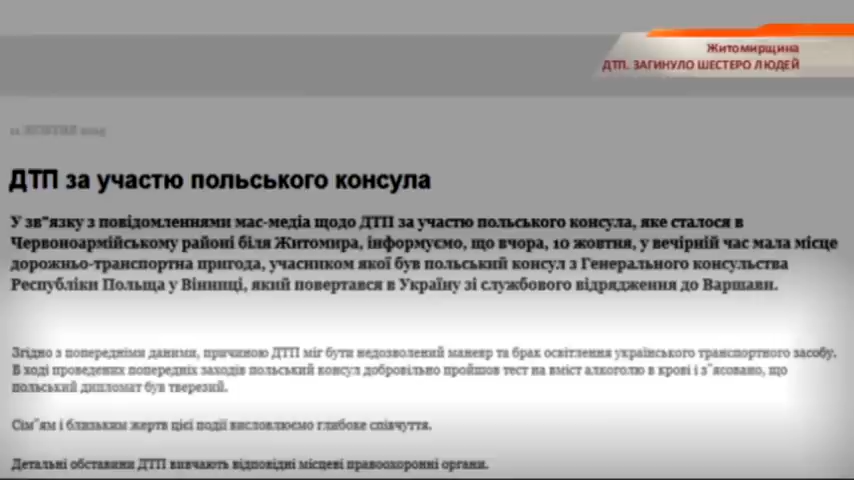 Житомирщина
ДТП. ЗАГИНУЛО ШЕСТЕРО ЛЮДЕЙ
11 жовтня 2015
ДТП за участю польського консула
У зв"язку з повідомленнями мас-медіа щодо ДТП за участю польського консула, яке сталося в
Червоноармійському районі біля Житомира, інформуємо, що вчора, 10 жовтня, у вечірній час мала місце
дорожньо-транспортна пригода, учасником якої був польський консул з Генерального консульства
Республіки Польща у Вінниці, який повертався в Україну зі службового відрядження до Варшави.
Згідно з попередніми даними, причиною ДТП міг бути недозволений маневр та брак освітлення українського транспортного засобу.
В ході проведених попередніх заходів польський консул добровільно пройшов тест на вміст алкоголю в крові і з"ясовано, що
польський дипломат був тверезий.
Сім"ям і близьким жертв цієї події висловлюємо глибоке співчуття.
Детальні обставини ДТП вивчають відповідні місцеві правоохоронні органи.